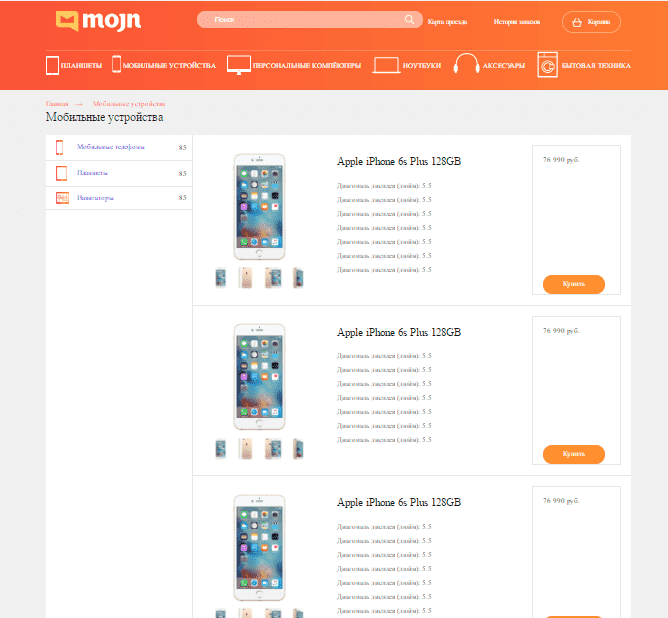 mojn
Поиск
Карта проезда
История заказов
Корзина
ПЛАНШЕТЫ
МОБИЛЬНЫЕ УСТРОЙСТВА
ПЕРСОНАЛЬНЫЕ КОМПЬЮТЕРЫ
НОУТБУКИ
АКСЕСУАРЫ
БЫТОВАЯ ТЕХНИКА
Главная → Мобильные устройства
Мобильные устройства
Мобильные телефоны 85
Планшеты 85
Навигаторы 85
Apple iPhone 6s Plus 128GB
Диагональ дисплея (дюйм): 5.5
Диагональ дисплея (дюйм): 5.5
Диагональ дисплея (дюйм): 5.5
Диагональ дисплея (дюйм): 5.5
Диагональ дисплея (дюйм): 5.5
Диагональ дисплея (дюйм): 5.5
Диагональ дисплея (дюйм): 5.5
76 990 руб.
Купить
Apple iPhone 6s Plus 128GB
Диагональ дисплея (дюйм): 5.5
Диагональ дисплея (дюйм): 5.5
Диагональ дисплея (дюйм): 5.5
Диагональ дисплея (дюйм): 5.5
Диагональ дисплея (дюйм): 5.5
Диагональ дисплея (дюйм): 5.5
Диагональ дисплея (дюйм): 5.5
76 990 руб.
Купить
Apple iPhone 6s Plus 128GB
Диагональ дисплея (дюйм): 5.5
Диагональ дисплея (дюйм): 5.5
Диагональ дисплея (дюйм): 5.5
Диагональ дисплея (дюйм): 5.5
Диагональ дисплея (дюйм): 5.5
Диагональ дисплея (дюйм): 5.5
Диагональ дисплея (дюйм): 5.5
76 990 руб.